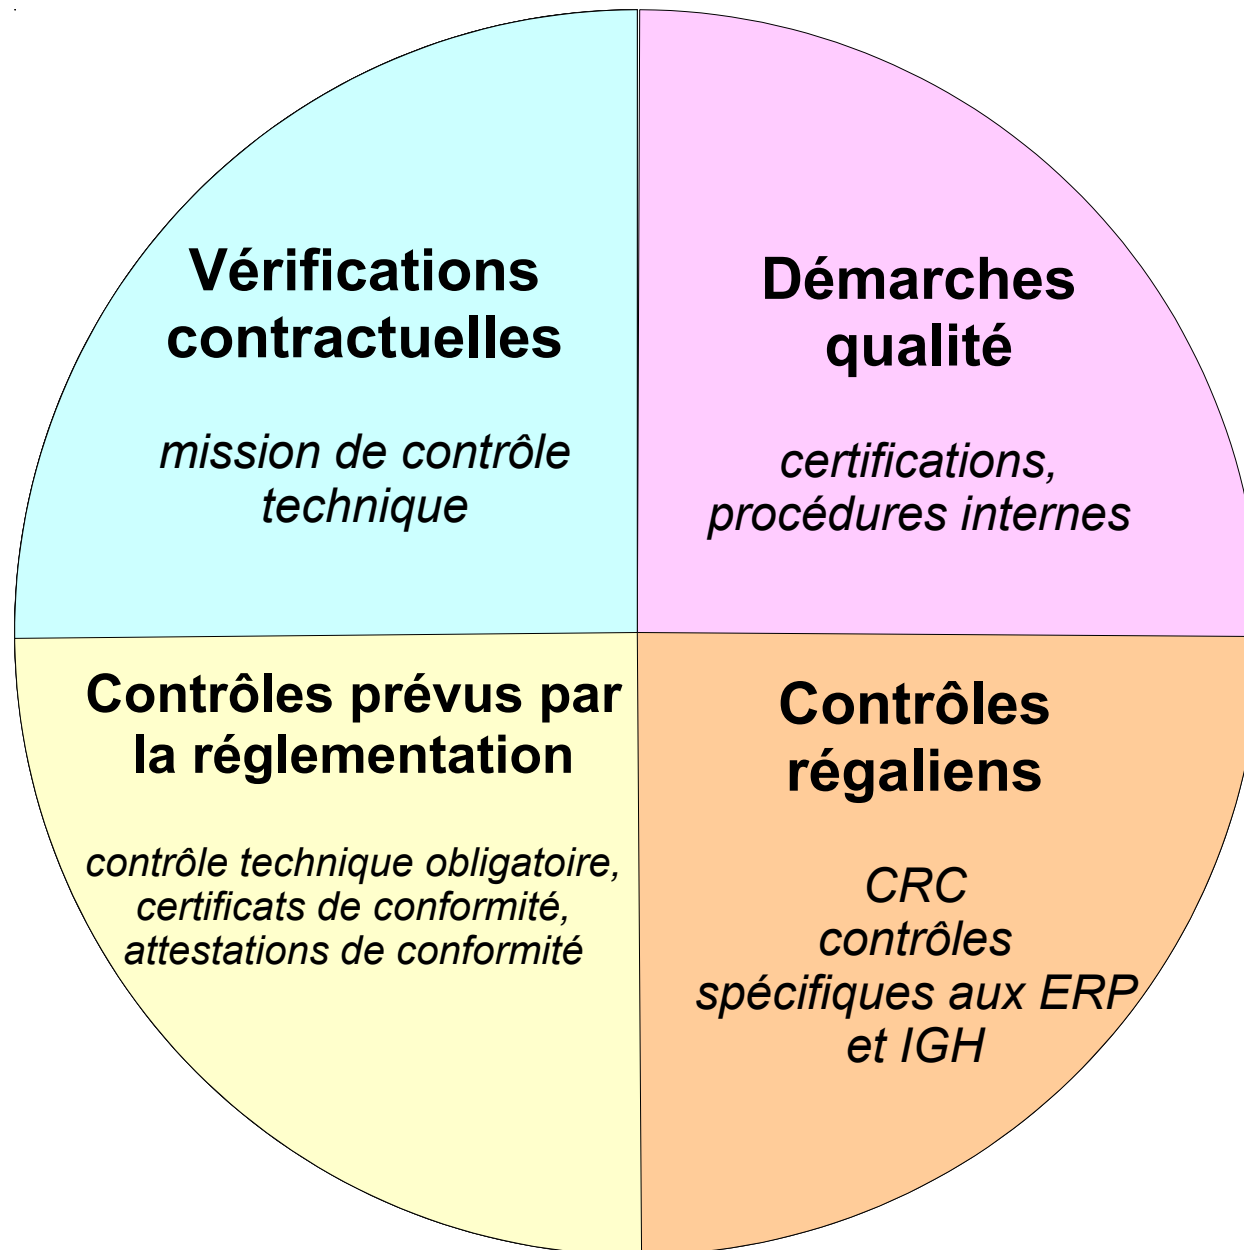 Vérifications
contractuelles
mission de contrôle
technique
Démarches
qualité
certifications,
procédures internes
Contrôles prévus par
la réglementation
contrôle technique obligatoire,
certificats de conformité,
attestations de conformité
Contrôles
régaliens
CRC
contrôles
spécifiques aux ERP
et IGH